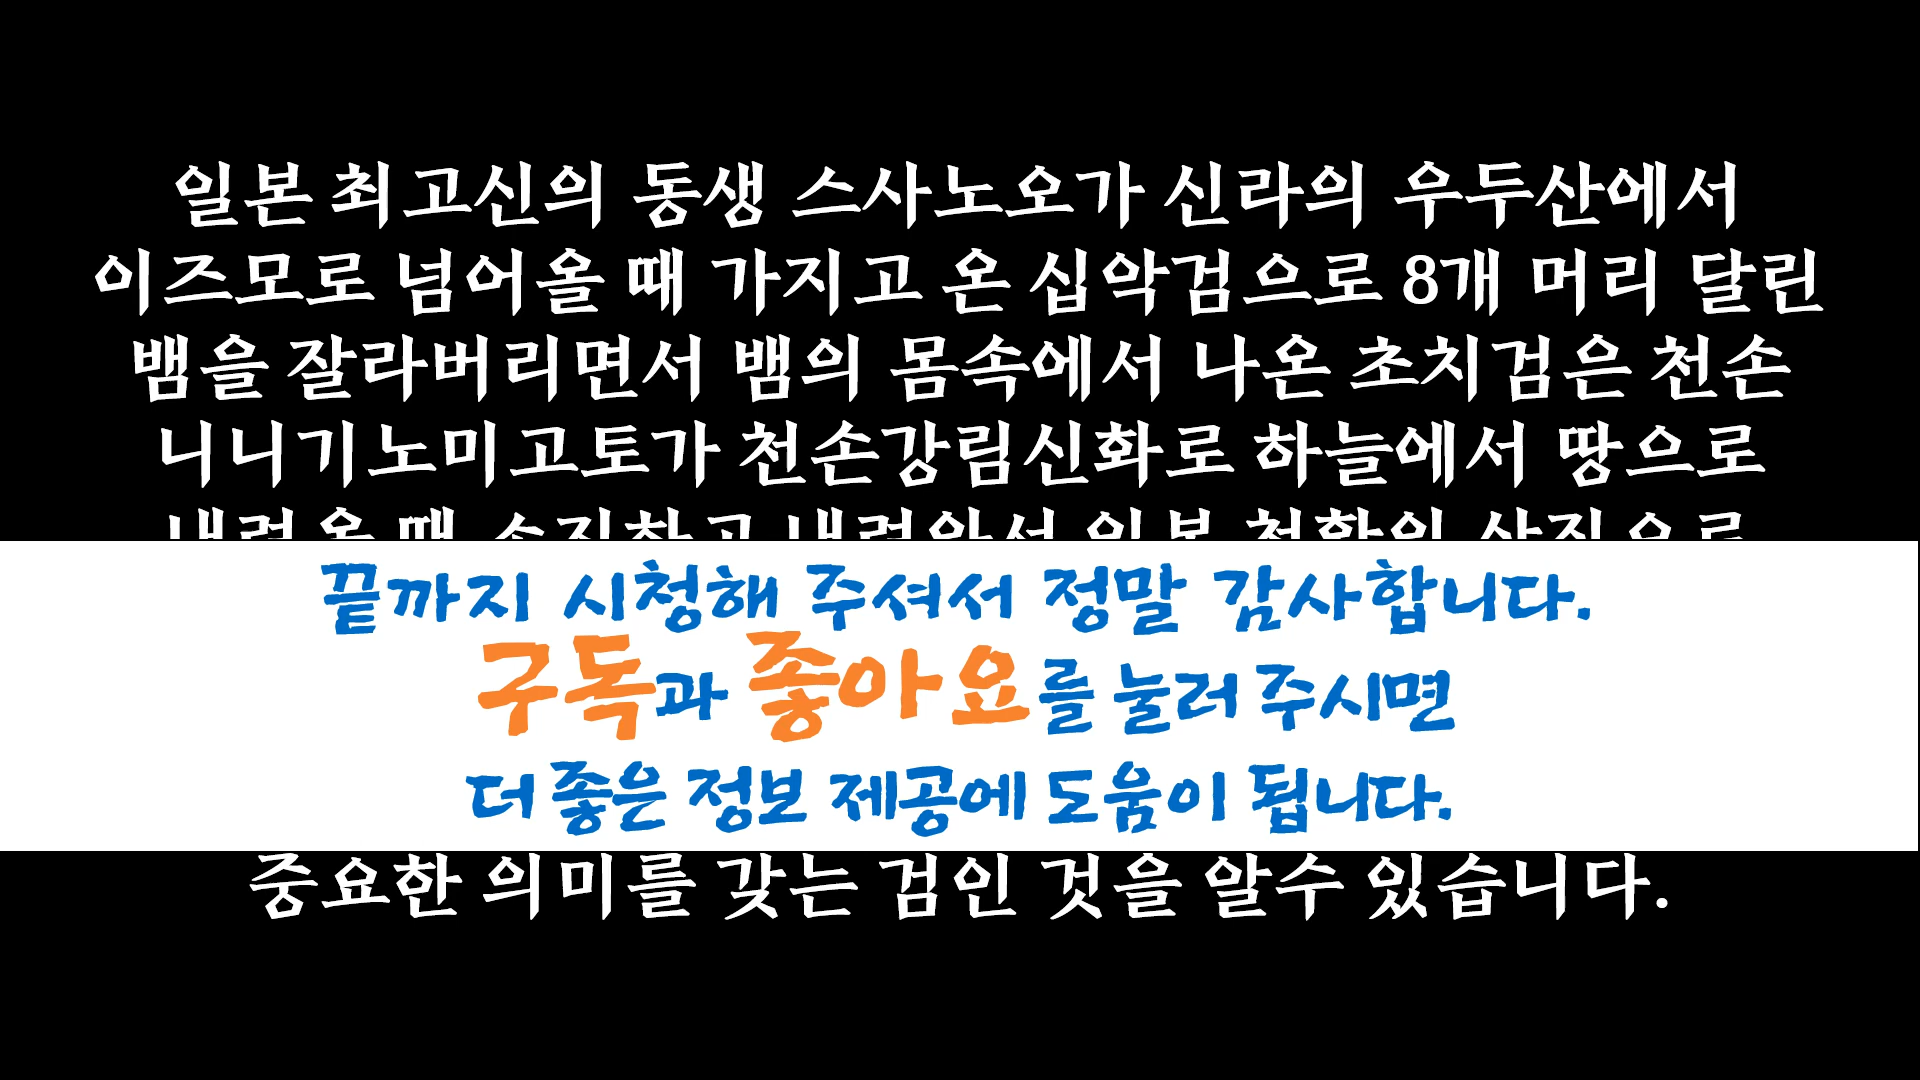 일본 최고신의 동생 스사노오가 신라의 우두산에서
이즈모로 넘어올 때 가지고 온 십악검으로 8개 머리 달린
뱀을 잘라버리면서 뱀의 몸속에서 나온 초치검은 천손
니니기노미고토가 천손강림신화로 하늘에서 땅으로
끝까지 시청해 주셔서 정말 감사합니다.
구독과 좋아요를 눌러 주시면
더 좋은 정보 제공에 도움이 됩니다.
중요한 의미를 갖는 검인 것을 알수 있습니다.